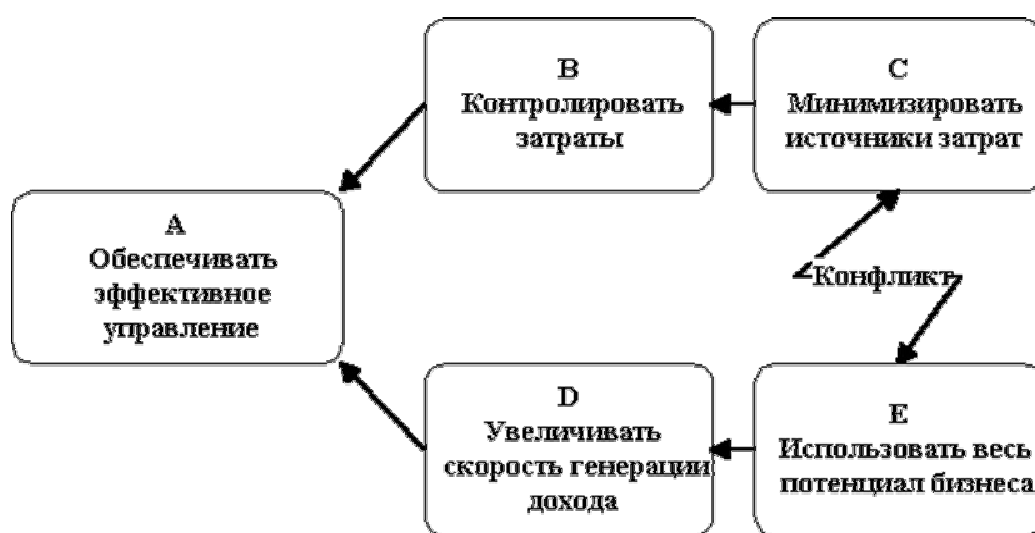 A
Обеспечивать
эффективное
управление
B
Контролировать
затраты
C
Минимизировать
источники затрат
Конфликт
D
Увеличивать
скорость генерации
дохода
E
Использовать весь
потенциал бизнеса